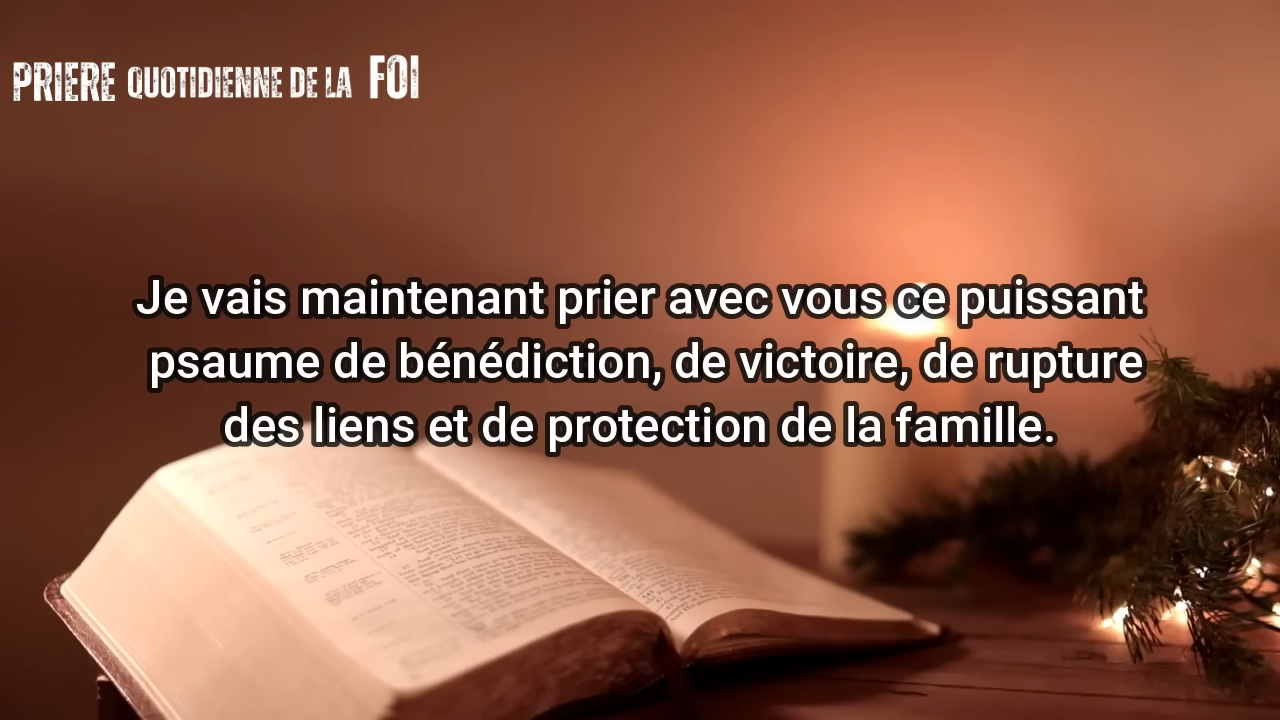 PRIERE QUOTIDIENNE DE LA FOI
Je vais maintenant prier avec vous ce puissant
psaume de bénédiction, de victoire, de rupture
des liens et de protection de la famille.